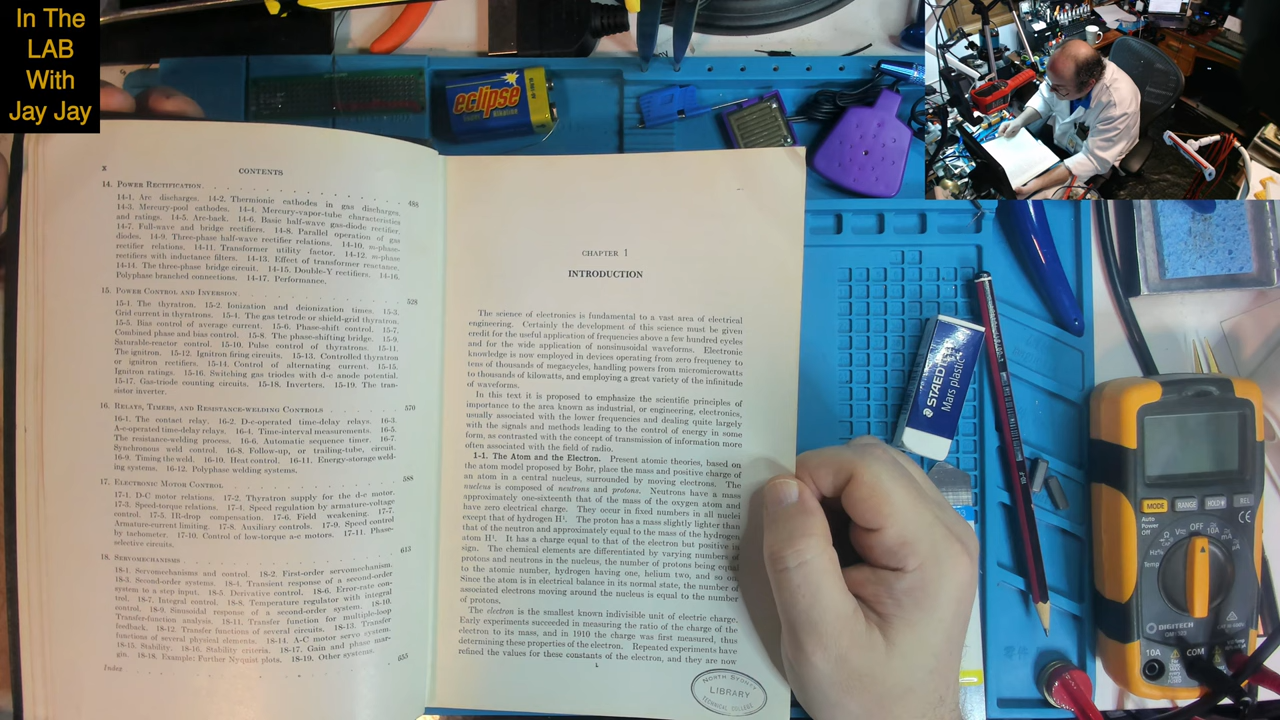 In The
LAB
With
Jay Jay
eclipse
x
CONTENTS
14. POWER RECTIFICATION 488
14-1. Arc discharges. 14-2. Thermionic cathodes in gas discharges.
14-3. Mercury-pool cathodes. 14-4. Mercury-vapor-tube characteristics
and ratings. 14-5. Arc-back. 14-6. Basic half-wave gas-diode rectifier.
14-7. Full-wave and bridge rectifiers. 14-8. Parallel operation of gas
diodes. 14-9. Three-phase half-wave rectifier relations. 14-10. m-phase-
rectifier relations. 14-11. Transformer utility factor. 14-12. m-phase
rectifier with inductance filters. 14-13. Effect of transformer reactance.
14-14. The three-phase bridge circuit. 14-15. Double-Y rectifiers. 14-16.
Polyphase branched connections. 14-17. Performance.
15. POWER CONTROL AND INVERSION 528
15-1. The thyratron. 15-2. Ionization and deionization times. 15-3.
Grid current in thyratrons. 15-4. The gas tetrode or shield-grid thyratron.
15-5. Bias control of average current. 15-6. Phase-shift control. 15-7.
Combined phase and bias control. 15-8. The phase-shifting bridge. 15-9.
Saturable-reactor control. 15-10. Pulse control of thyratrons. 15-11.
The ignitron. 15-12. Ignitron firing circuits. 15-13. Controlled thyratron
or ignitron rectifiers. 15-14. Control of alternating current. 15-15.
Ignitron ratings. 15-16. Switching gas triodes with d-c anode potential.
15-17. Gas-triode counting circuits. 15-18. Inverters. 15-19. The tran-
sistor inverter.
16. RELAYS, TIMERS, AND RESISTANCE-WELDING CONTROLS 570
16-1. The contact relay. 16-2. D-c-operated time-delay relays. 16-3.
A-c-operated time-delay relays. 16-4. Time-interval measurements. 16-5.
The resistance-welding process. 16-6. Automatic sequence timer. 16-7.
Synchronous weld control. 16-8. Follow-up, or trailing-tube, circuit.
16-9. Timing the weld. 16-10. Heat control. 16-11. Energy-storage weld-
ing systems. 16-12. Polyphase welding systems.
17. ELECTRONIC MOTOR CONTROL 588
17-1. D-C motor relations. 17-2. Thyratron supply for the d-c motor.
17-3. Speed-torque relations. 17-4. Speed regulation by armature-voltage
control. 17-5. IR-drop compensation. 17-6. Field weakening. 17-7.
Armature-current limiting. 17-8. Auxiliary controls. 17-9. Speed control
by tachometer. 17-10. Control of low-torque a-c motors. 17-11. Phase-
selective circuits.
18. SERVOMECHANISMS 613
18-1. Servomechanisms and control. 18-2. First-order servomechanism.
18-3. Second-order systems. 18-4. Transient response of a second-order
system to a step input. 18-5. Derivative control. 18-6. Error-rate con-
trol. 18-7. Integral control. 18-8. Temperature regulator with integral
control. 18-9. Sinusoidal response of a second-order system. 18-10.
Transfer-function analysis. 18-11. Transfer function for multiple-loop
feedback. 18-12. Transfer functions of several circuits. 18-13. Transfer
functions of several physical elements. 18-14. A-C motor servo system.
18-15. Stability. 18-16. Stability criteria. 18-17. Gain and phase mar-
gin. 18-18. Example: Further Nyquist plots. 18-19. Other systems.
Index 655
CHAPTER 1
INTRODUCTION
The science of electronics is fundamental to a vast area of electrical
engineering. Certainly the development of this science must be given
credit for the useful application of frequencies above a few hundred cycles
and for the wide application of nonsinusoidal waveforms. Electronic
knowledge is now employed in devices operating from zero frequency to
tens of thousands of megacycles, handling powers from micromicrowatts
to thousands of kilowatts, and employing a great variety of the infinitude
of waveforms.
In this text it is proposed to emphasize the scientific principles of
importance to the area known as industrial, or engineering, electronics,
usually associated with the lower frequencies and dealing quite largely
with the signals and methods leading to the control of energy in some
form, as contrasted with the concept of transmission of information more
often associated with the field of radio.
1-1. The Atom and the Electron. Present atomic theories, based on
the atom model proposed by Bohr, place the mass and positive charge of
an atom in a central nucleus, surrounded by moving electrons. The
nucleus is composed of neutrons and protons. Neutrons have a mass
approximately one-sixteenth that of the mass of the oxygen atom and
have zero electrical charge. They occur in fixed numbers in all nuclei
except that of hydrogen H¹. The proton has a mass slightly lighter than
that of the neutron and approximately equal to the mass of the hydrogen
atom H¹. It has a charge equal to that of the electron but positive in
sign. The chemical elements are differentiated by varying numbers of
protons and neutrons in the nucleus, the number of protons being equal
to the atomic number, hydrogen having one, helium two, and so on.
Since the atom is in electrical balance in its normal state, the number of
associated electrons moving around the nucleus is equal to the number
of protons.
The electron is the smallest known indivisible unit of electric charge.
Early experiments succeeded in measuring the ratio of the charge of the
electron to its mass, and in 1910 the charge was first measured, thus
determining these properties of the electron. Repeated experiments have
refined the values for these constants of the electron, and they are now
1
NORTH SYDNEY
LIBRARY
TECHNICAL COLLEGE
STAEDTLER
Mars plastic
MODE
RANGE
HOLD
REL
Auto
Power
Off
OFF
Hz%
Temp
DIGITECH
10A
COM